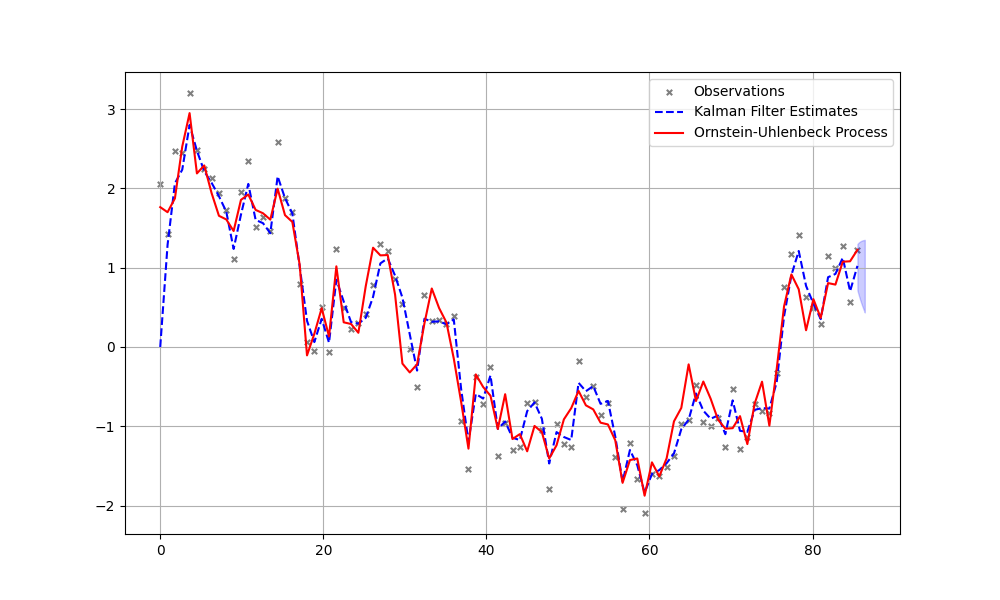 Observations
Kalman Filter Estimates
Ornstein-Uhlenbeck Process
3
2
1
0
−1
−2
0 20 40 60 80